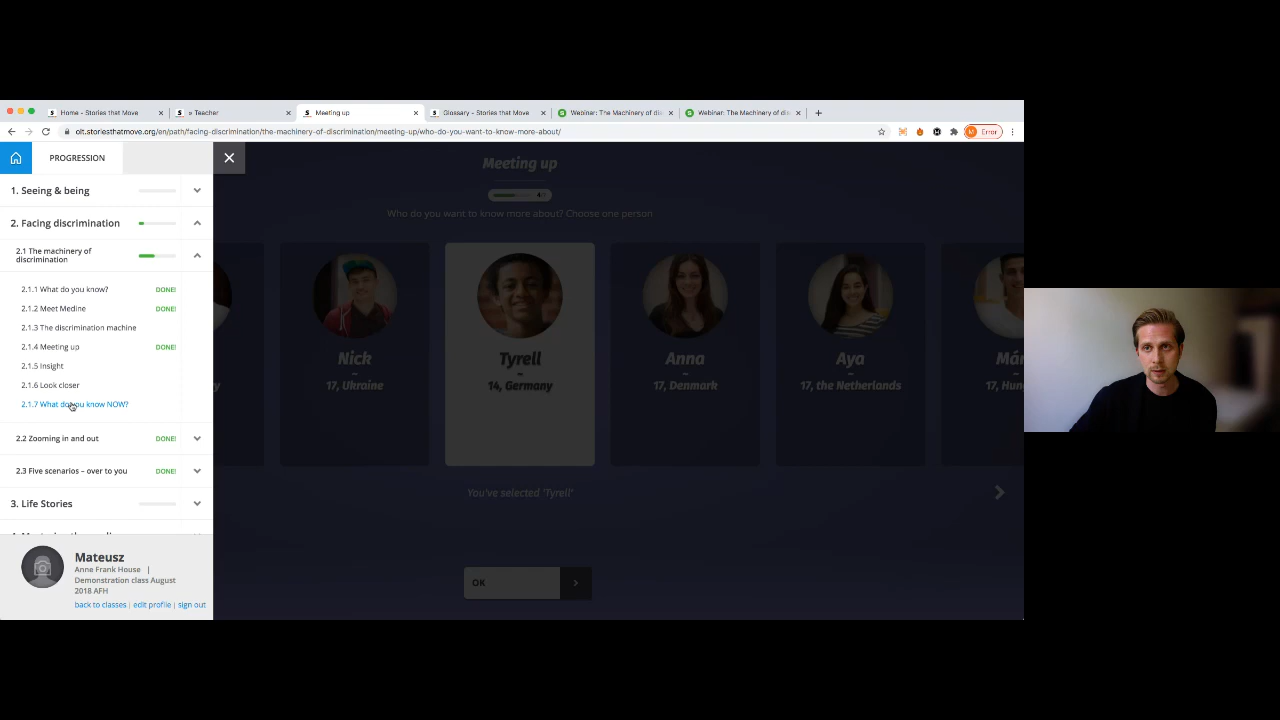 Home - Stories that Move
» Teacher
Meeting up
Glossary - Stories that Move
Webinar: The Machinery of dis
Webinar: The Machinery of dis
olt.storiesthatmove.org/en/path/facing-discrimination/the-machinery-of-discrimination/meeting-up/who-do-you-want-to-know-more-about/
M Error
PROGRESSION
1. Seeing & being
2. Facing discrimination
2.1 The machinery of
discrimination
2.1.1 What do you know? DONE!
2.1.2 Meet Medine DONE!
2.1.3 The discrimination machine
2.1.4 Meeting up DONE!
2.1.5 Insight
2.1.6 Look closer
2.1.7 What do you know NOW?
2.2 Zooming in and out DONE!
2.3 Five scenarios – over to you DONE!
3. Life Stories
Mateusz
Anne Frank House |
Demonstration class August
2018 AFH
back to classes | edit profile | sign out
Meeting up
Who do you want to know more about? Choose one person
Nick
~
17, Ukraine
Tyrell
~
14, Germany
Anna
~
17, Denmark
Aya
~
17, the Netherlands
You've selected 'Tyrell'
OK